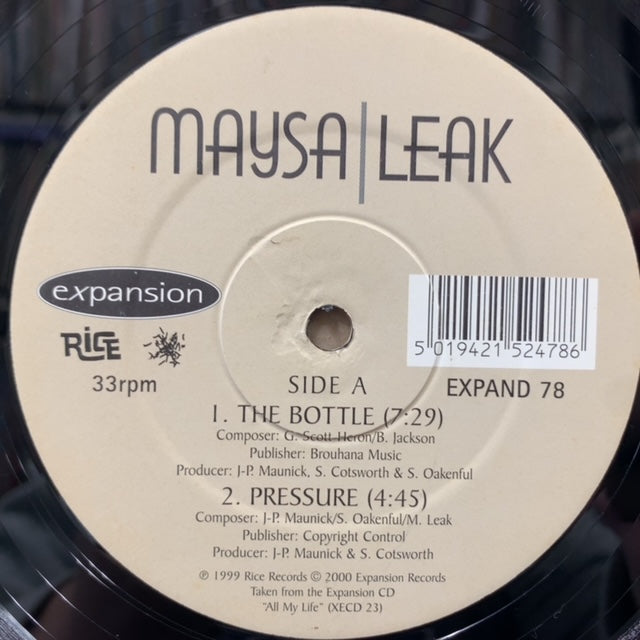 MAYSA|LEAK
expansion
RICE
33rpm
5 019421 524786
EXPAND 78
SIDE A
1. THE BOTTLE (7:29)
Composer: G. Scott Heron/B. Jackson
Publisher: Brouhana Music
Producer: J-P. Maunick, S. Cotsworth & S. Oakenful
2. PRESSURE (4:45)
Composer: J-P. Maunick/S. Oakenful/M. Leak
Publisher: Copyright Control
Producer: J-P. Maunick & S. Cotsworth
℗ 1999 Rice Records © 2000 Expansion Records
Taken from the Expansion CD
"All My Life" (XECD 23)